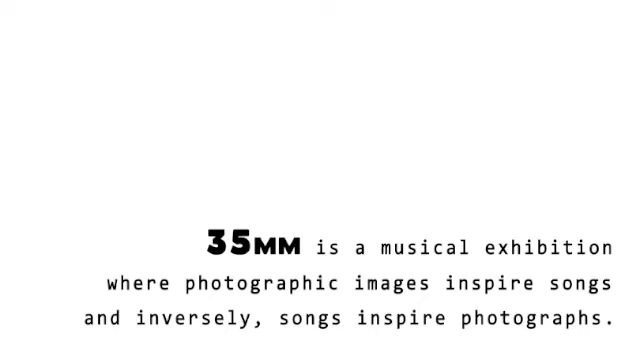 35MM is a musical exhibition
where photographic images inspire songs
and inversely, songs inspire photographs.